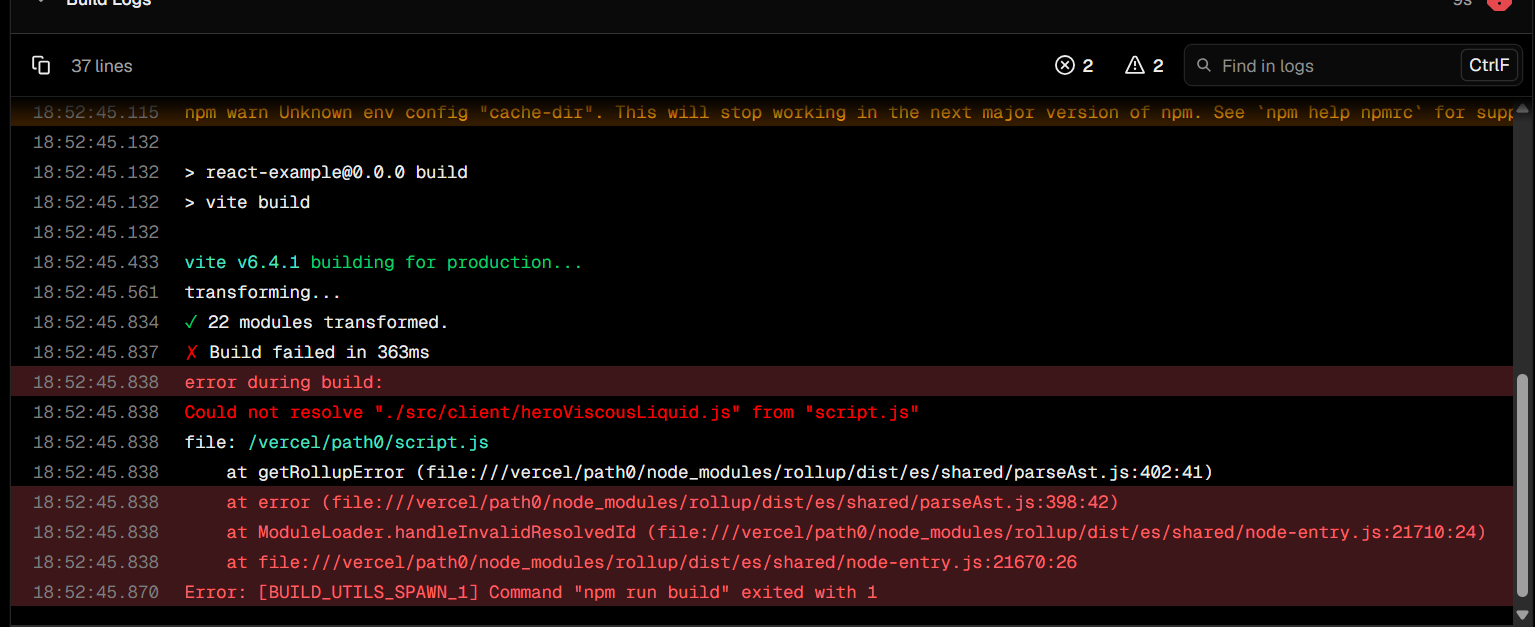 Build Logs 9s
37 lines 2 2 Find in logs CtrlF
18:52:45.115 npm warn Unknown env config "cache-dir". This will stop working in the next major version of npm. See `npm help npmrc` for supp
18:52:45.132
18:52:45.132 > react-example@0.0.0 build
18:52:45.132 > vite build
18:52:45.132
18:52:45.433 vite v6.4.1 building for production...
18:52:45.561 transforming...
18:52:45.834 ✓ 22 modules transformed.
18:52:45.837 ✗ Build failed in 363ms
18:52:45.838 error during build:
18:52:45.838 Could not resolve "./src/client/heroViscousLiquid.js" from "script.js"
18:52:45.838 file: /vercel/path0/script.js
18:52:45.838 at getRollupError (file:///vercel/path0/node_modules/rollup/dist/es/shared/parseAst.js:402:41)
18:52:45.838 at error (file:///vercel/path0/node_modules/rollup/dist/es/shared/parseAst.js:398:42)
18:52:45.838 at ModuleLoader.handleInvalidResolvedId (file:///vercel/path0/node_modules/rollup/dist/es/shared/node-entry.js:21710:24)
18:52:45.838 at file:///vercel/path0/node_modules/rollup/dist/es/shared/node-entry.js:21670:26
18:52:45.870 Error: [BUILD_UTILS_SPAWN_1] Command "npm run build" exited with 1